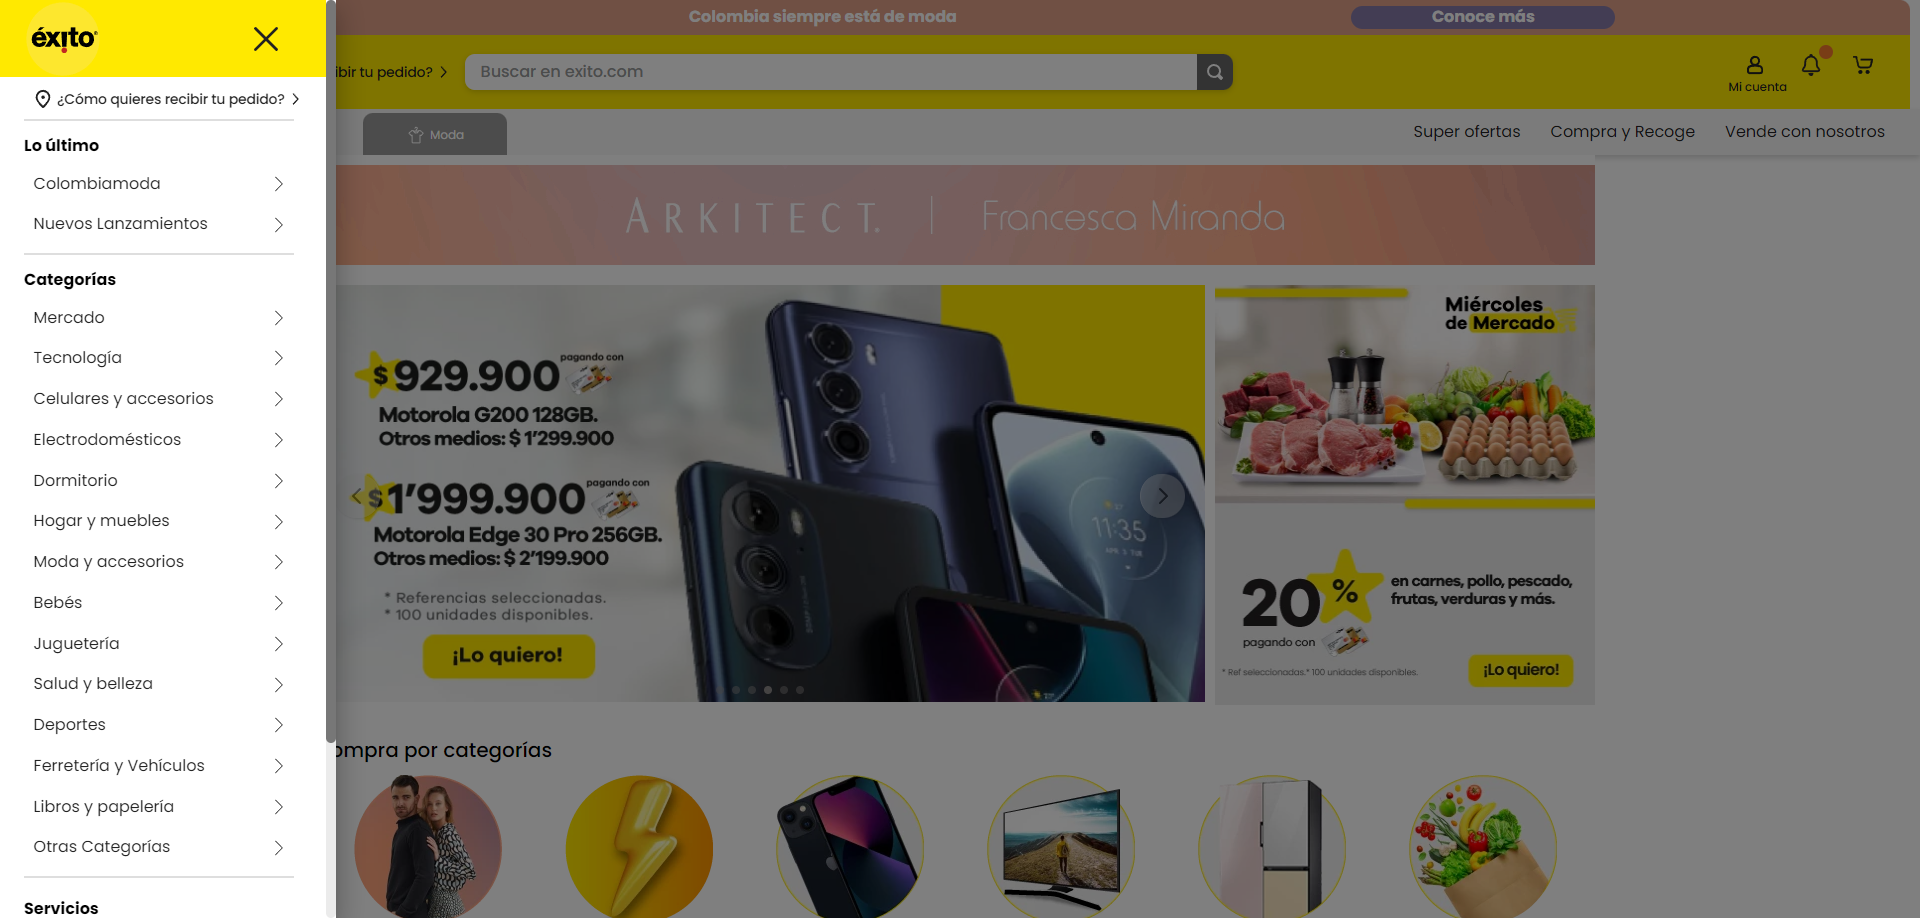 éxito
¿Cómo quieres recibir tu pedido?
Lo último
Colombiamoda
Nuevos Lanzamientos
Categorías
Mercado
Tecnología
Celulares y accesorios
Electrodomésticos
Dormitorio
Hogar y muebles
Moda y accesorios
Bebés
Juguetería
Salud y belleza
Deportes
Ferretería y Vehículos
Libros y papelería
Otras Categorías
Servicios
Colombia siempre está de moda
Conoce más
ibir tu pedido?
Buscar en exito.com
Mi cuenta
Moda
Super ofertas
Compra y Recoge
Vende con nosotros
ARKITECT. | Francesca Miranda
$ 929.900 pagando con
Motorola G200 128GB.
Otros medios: $ 1'299.900
$ 1'999.900 pagando con
Motorola Edge 30 Pro 256GB.
Otros medios: $ 2'199.900
* Referencias seleccionadas.
* 100 unidades disponibles.
¡Lo quiero!
11:35
Miércoles
de Mercado
20 %
en carnes, pollo, pescado,
frutas, verduras y más.
pagando con
* Ref seleccionadas.* 100 unidades disponibles.
¡Lo quiero!
ompra por categorías